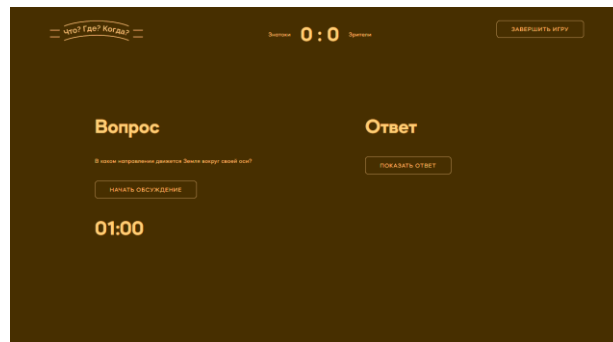 Что? Где? Когда?
Знатоки 0 : 0 Зрители
ЗАВЕРШИТЬ ИГРУ
Вопрос
В каком направлении движется Земля вокруг своей оси?
НАЧАТЬ ОБСУЖДЕНИЕ
01:00
Ответ
ПОКАЗАТЬ ОТВЕТ